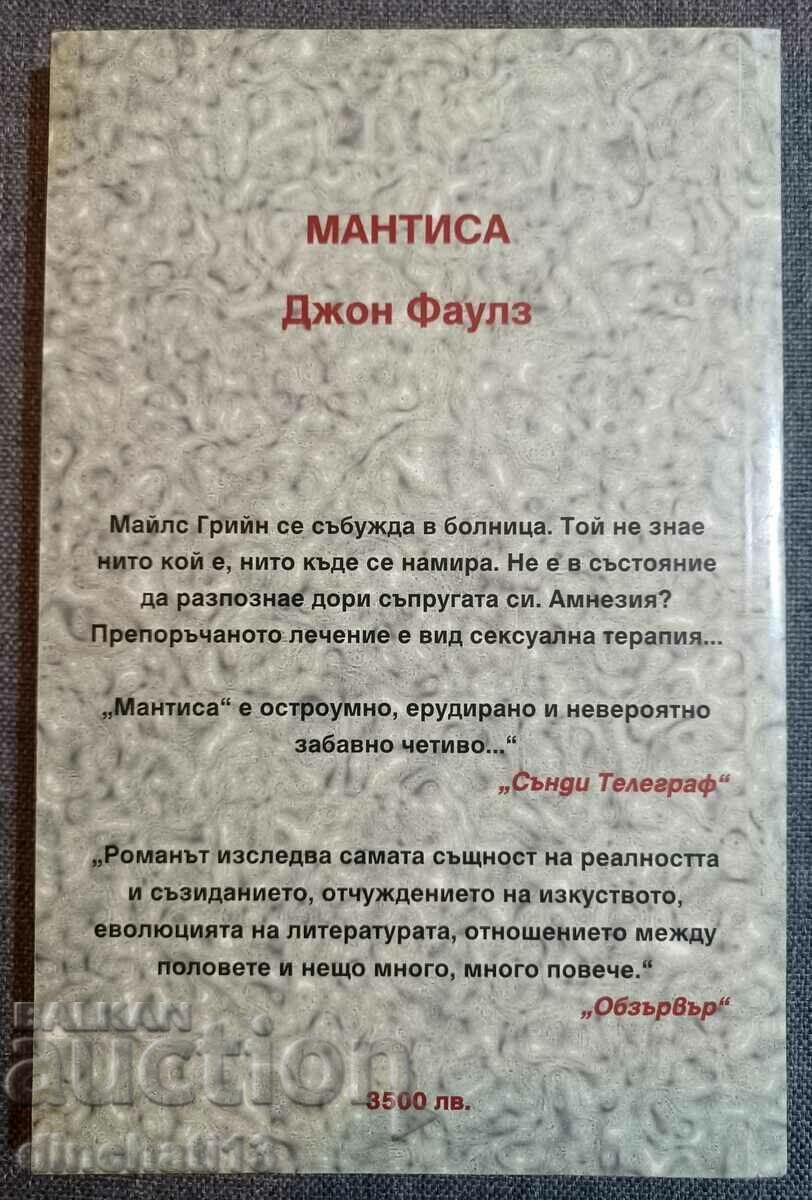 МАНТИСА
Джон Фаулз
Майлс Грийн се събужда в болница. Той не знае
нито кой е, нито къде се намира. Не е в състояние
да разпознае дори съпругата си. Амнезия?
Препоръчаното лечение е вид сексуална терапия...
„Мантиса“ е остроумно, ерудирано и невероятно
забавно четиво...“
„Сънди Телеграф“
„Романът изследва самата същност на реалността
и съзиданието, отчуждението на изкуството,
еволюцията на литературата, отношението между
половете и нещо много, много повече.“
„Обзървър“
BALKAN
auction
3500 лв.
dinchati13